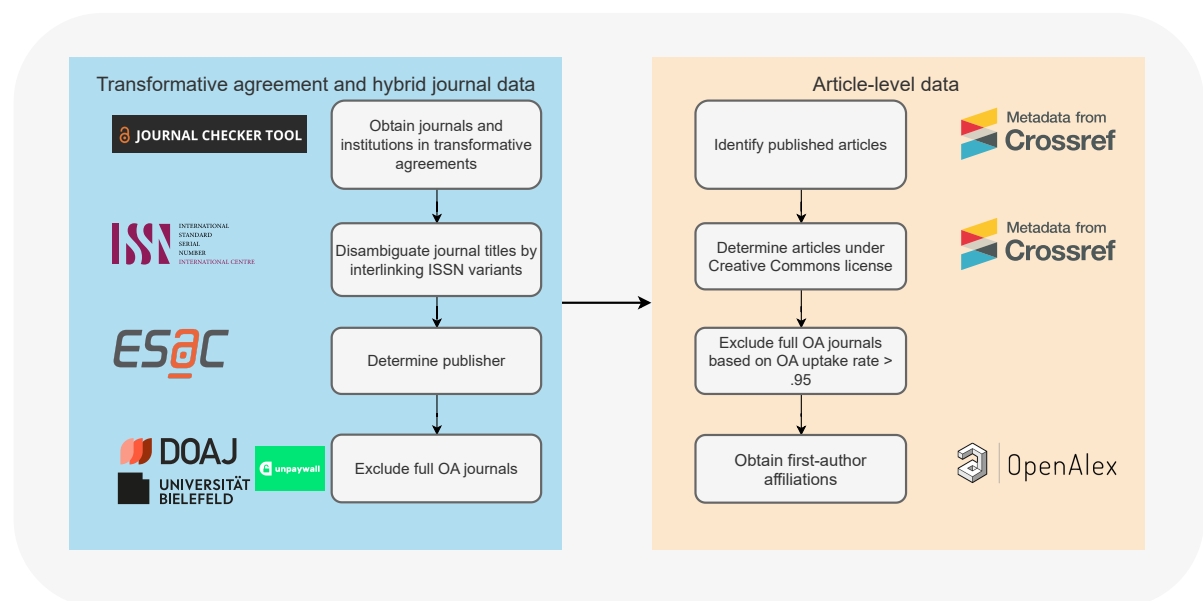 Transformative agreement and hybrid journal data
JOURNAL CHECKER TOOL
Obtain journals and
institutions in transformative
agreements
ISSN
INTERNATIONAL
STANDARD
SERIAL
NUMBER
INTERNATIONAL CENTRE
Disambiguate journal titles by
interlinking ISSN variants
ESaC
Determine publisher
DOAJ
UNIVERSITÄT
BIELEFELD
unpaywall
Exclude full OA journals
Article-level data
Identify published articles
Metadata from
Crossref
Determine articles under
Creative Commons license
Metadata from
Crossref
Exclude full OA journals
based on OA uptake rate >
.95
Obtain first-author
affiliations
OpenAlex